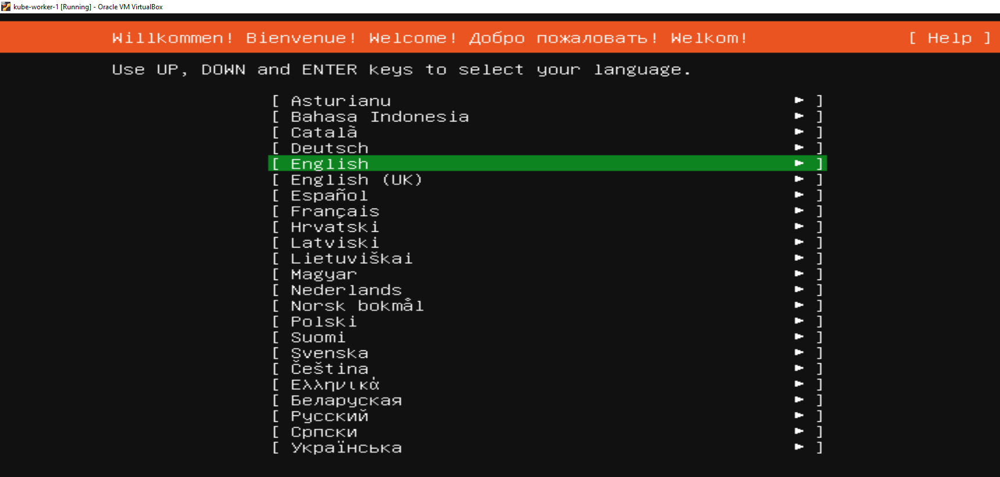 kube-worker-1 [Running] - Oracle VM VirtualBox
Willkommen! Bienvenue! Welcome! Добро пожаловать! Welkom! [ Help ]
Use UP, DOWN and ENTER keys to select your language.
[ Asturianu ► ]
[ Bahasa Indonesia ► ]
[ Català ► ]
[ Deutsch ► ]
[ English ► ]
[ English (UK) ► ]
[ Español ► ]
[ Français ► ]
[ Hrvatski ► ]
[ Latviski ► ]
[ Lietuviškai ► ]
[ Magyar ► ]
[ Nederlands ► ]
[ Norsk bokmål ► ]
[ Polski ► ]
[ Suomi ► ]
[ Svenska ► ]
[ Čeština ► ]
[ Ελληνικά ► ]
[ Беларуская ► ]
[ Русский ► ]
[ Српски ► ]
[ Українська ► ]